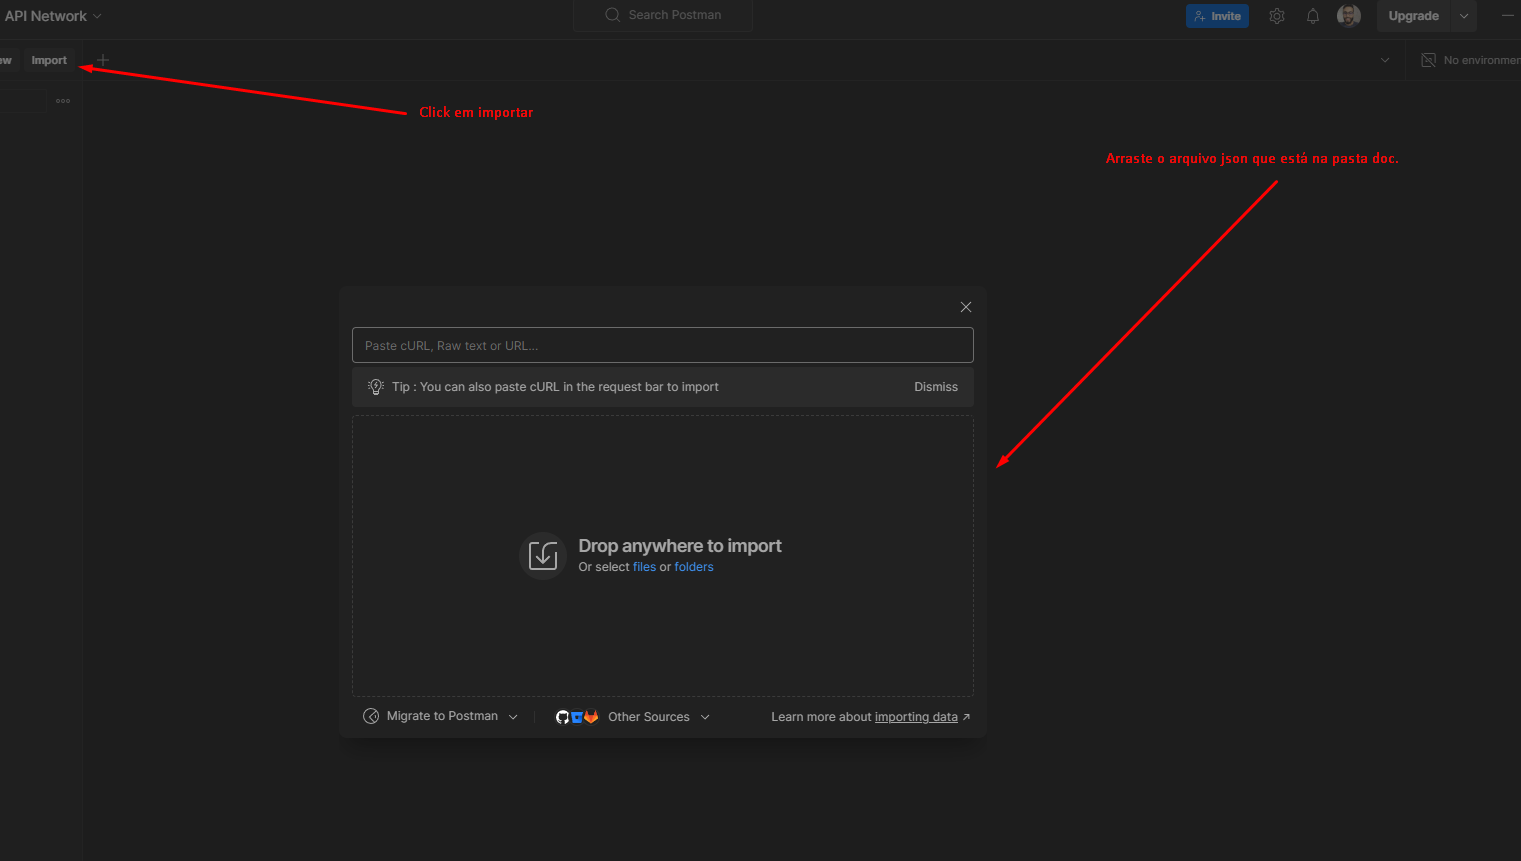 API Network
Search Postman
Invite
Upgrade
ew
Import
No environmen
Click em importar
Arraste o arquivo json que está na pasta doc.
Paste cURL, Raw text or URL...
Tip : You can also paste cURL in the request bar to import
Dismiss
Drop anywhere to import
Or select files or folders
Migrate to Postman
Other Sources
Learn more about importing data